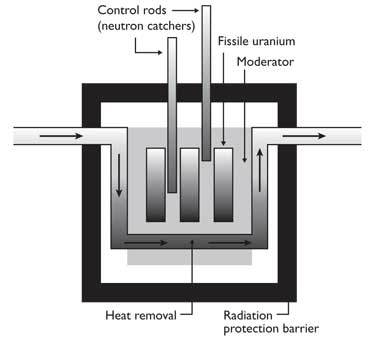 Control rods
(neutron catchers)
Fissile uranium
Moderator
Heat removal
Radiation
protection barrier